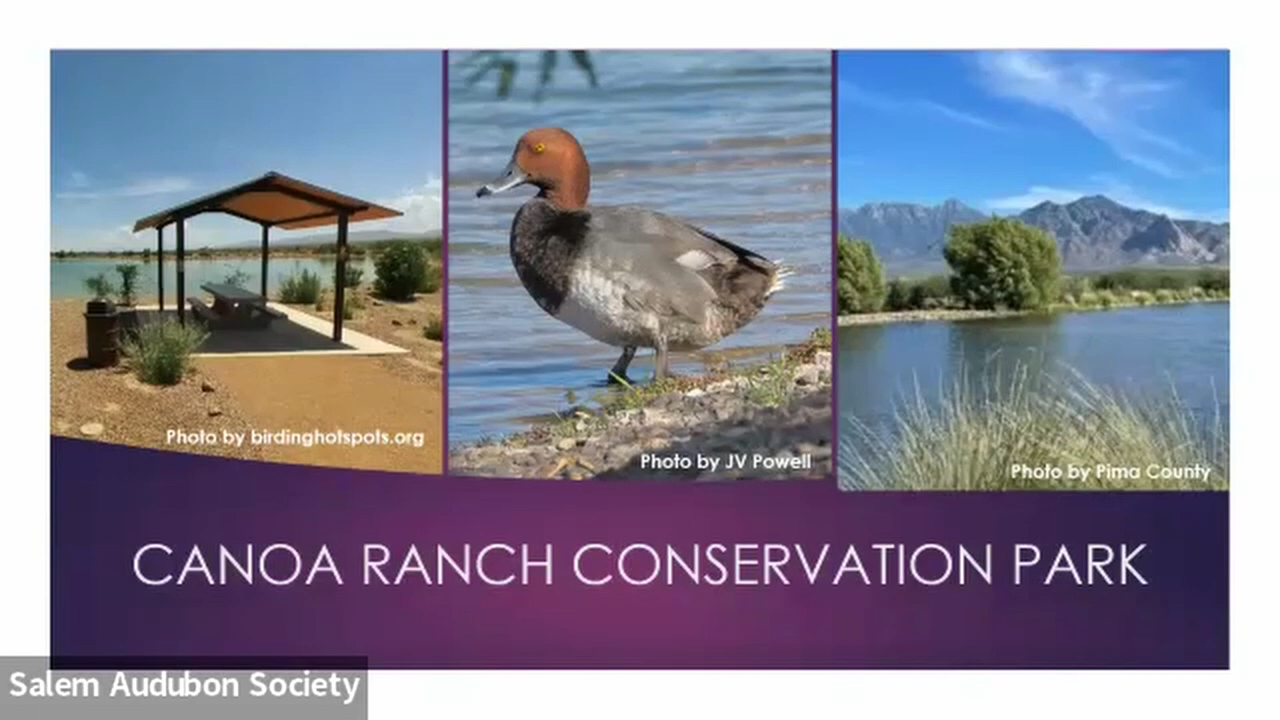 Photo by birdinghotspots.org
Photo by JV Powell
Photo by Pima County
CANOA RANCH CONSERVATION PARK
Salem Audubon Society